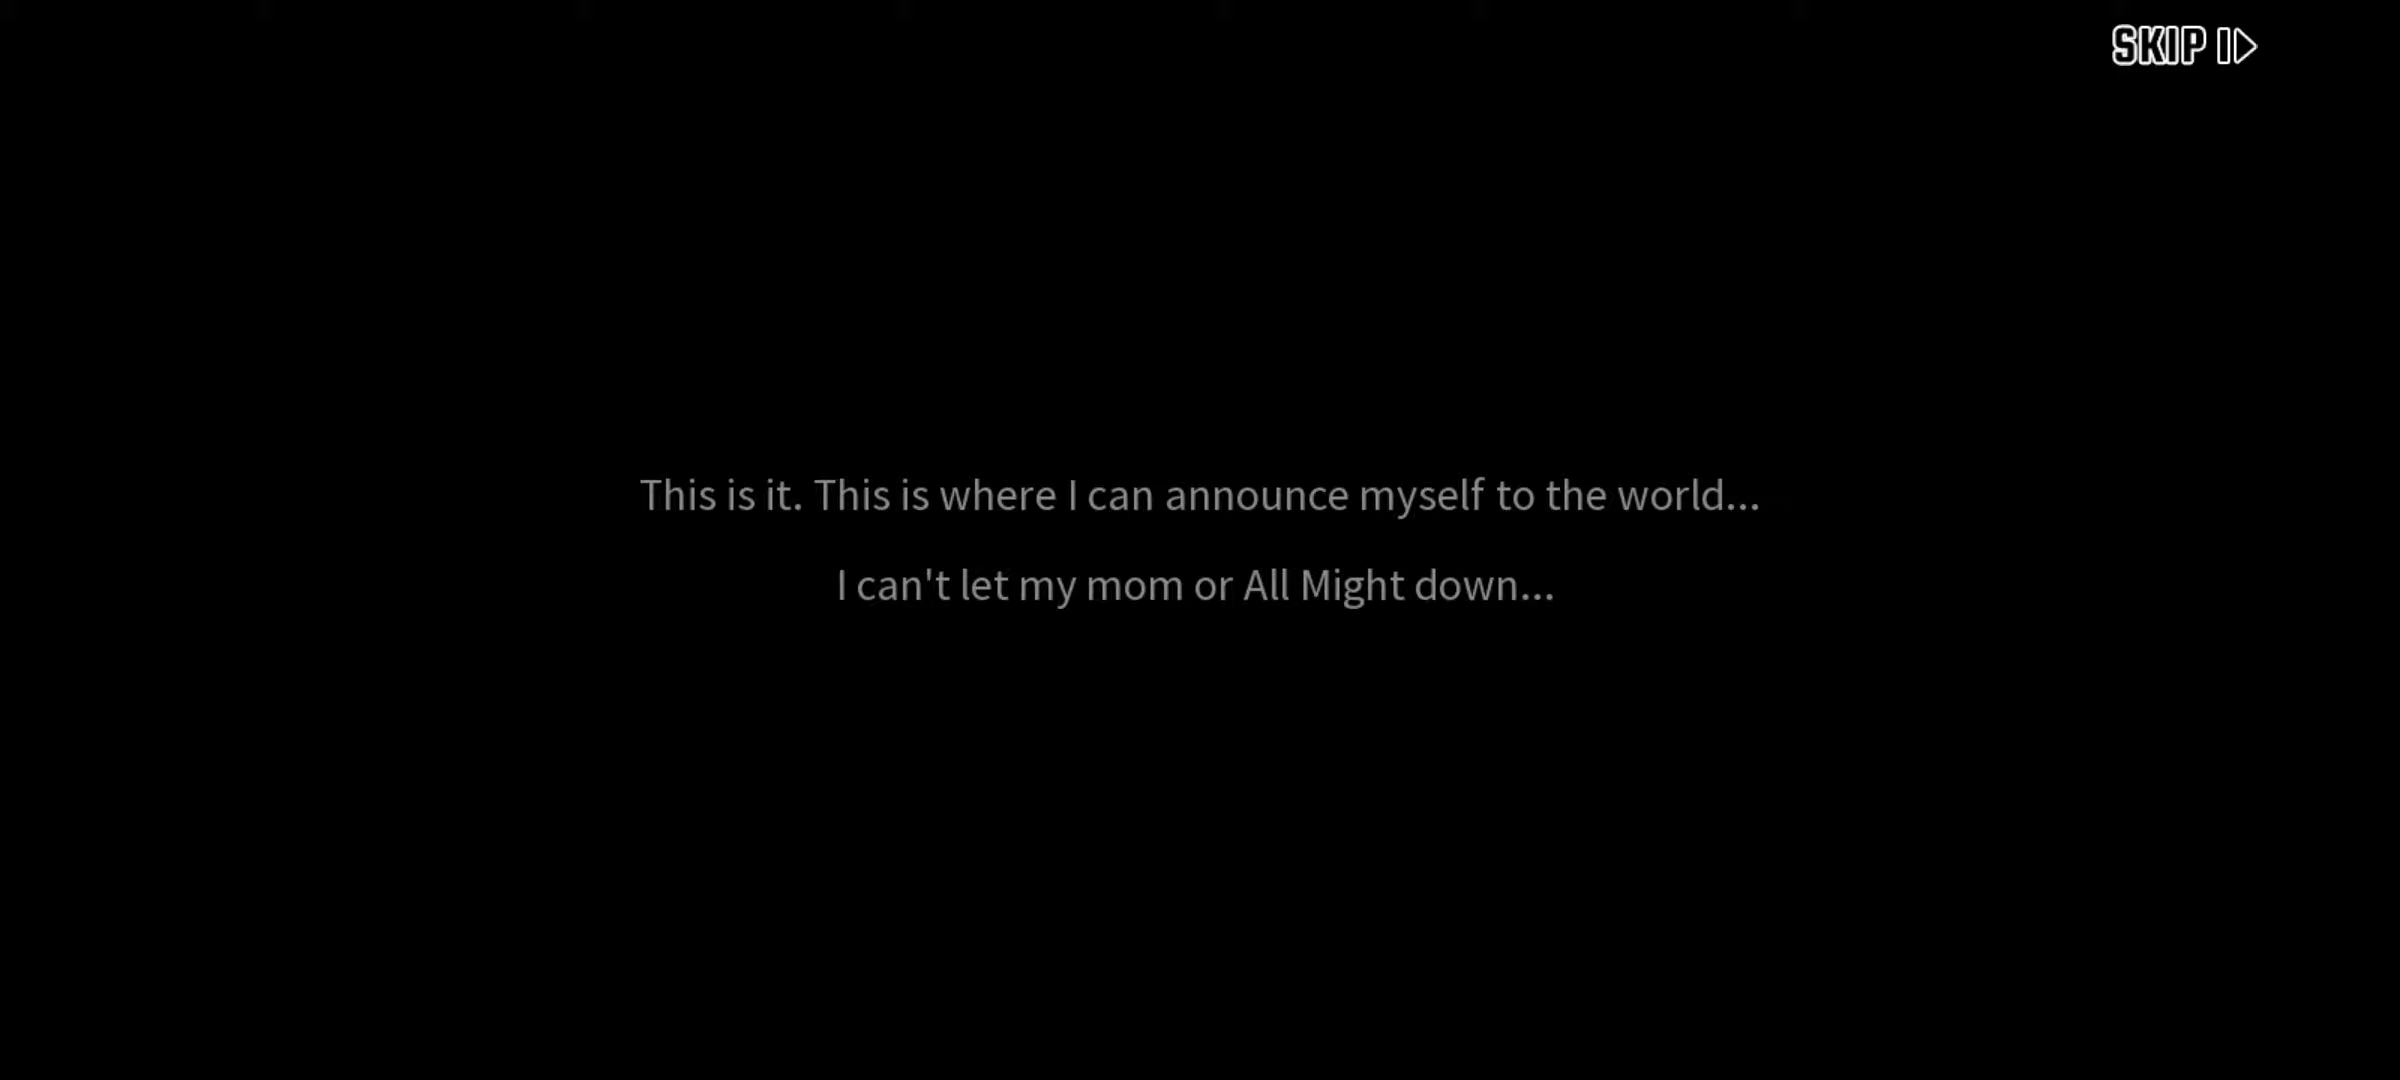 SKIP
This is it. This is where I can announce myself to the world...
I can't let my mom or All Might down...